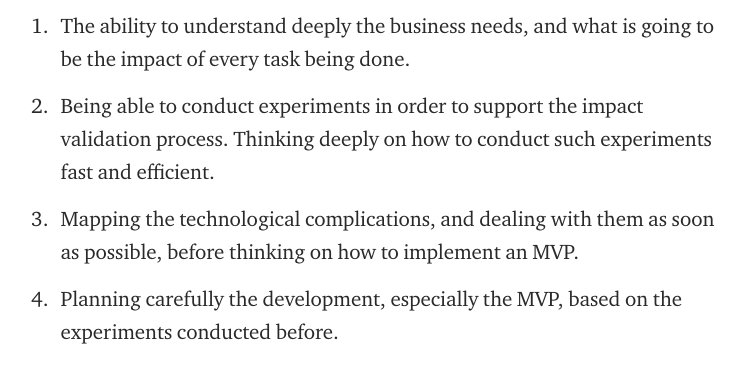 1. The ability to understand deeply the business needs, and what is going to
be the impact of every task being done.
2. Being able to conduct experiments in order to support the impact
validation process. Thinking deeply on how to conduct such experiments
fast and efficient.
3. Mapping the technological complications, and dealing with them as soon
as possible, before thinking on how to implement an MVP.
4. Planning carefully the development, especially the MVP, based on the
experiments conducted before.